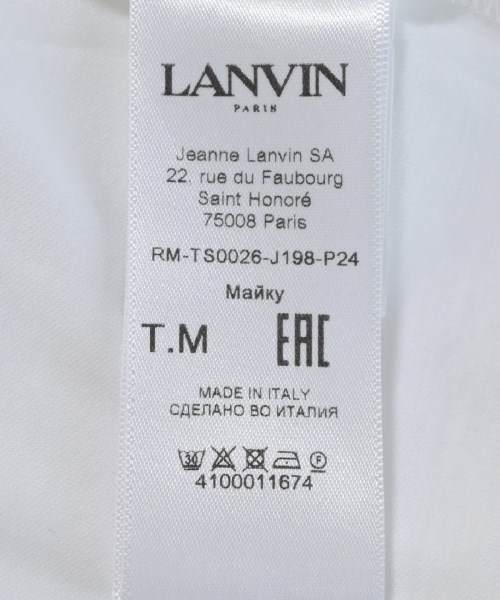 LANVIN
PARIS
Jeanne Lanvin SA
22, rue du Faubourg
Saint Honoré
75008 Paris
RM-TS0026-J198-P24
Майку
T.M EAC
MADE IN ITALY
СДЕЛАНО ВО ИТАЛИЯ
30 F
4100011674